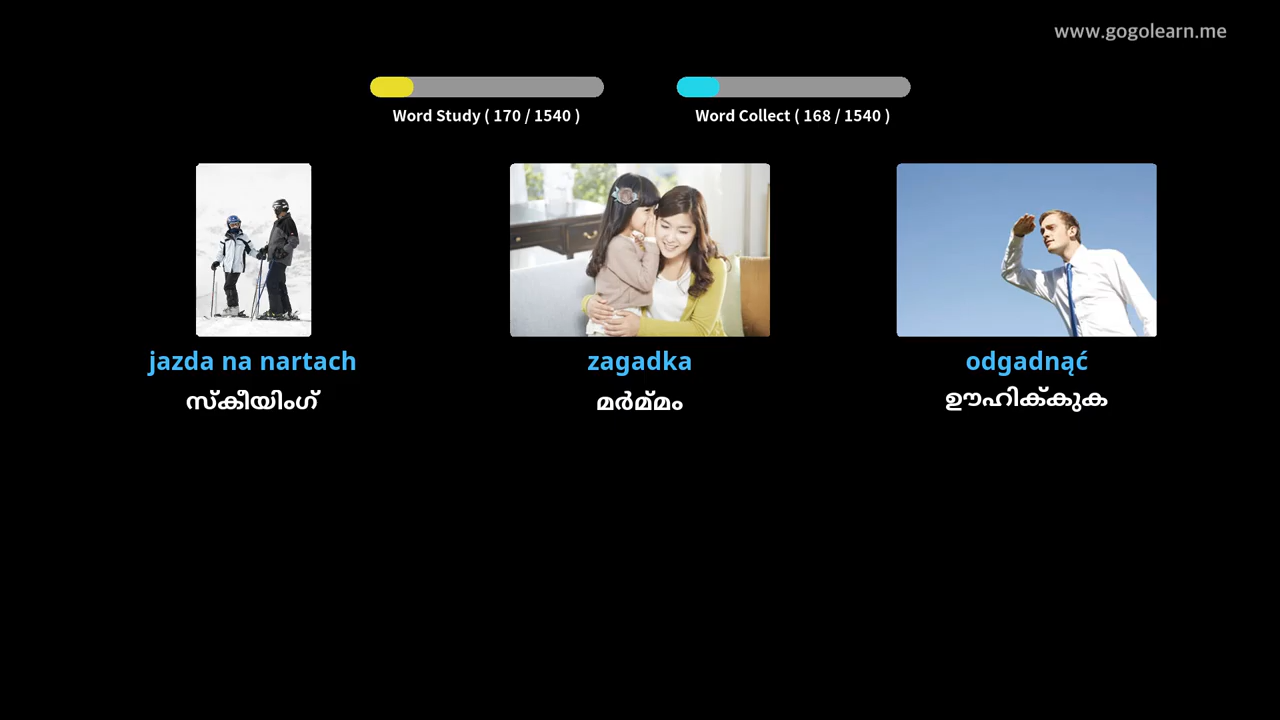 www.gogolearn.me
Word Study ( 170 / 1540 )
Word Collect ( 168 / 1540 )
jazda na nartach
zagadka
odgadnąć
സ്കീയിംഗ്
മർമ്മം
ഊഹിക്കുക